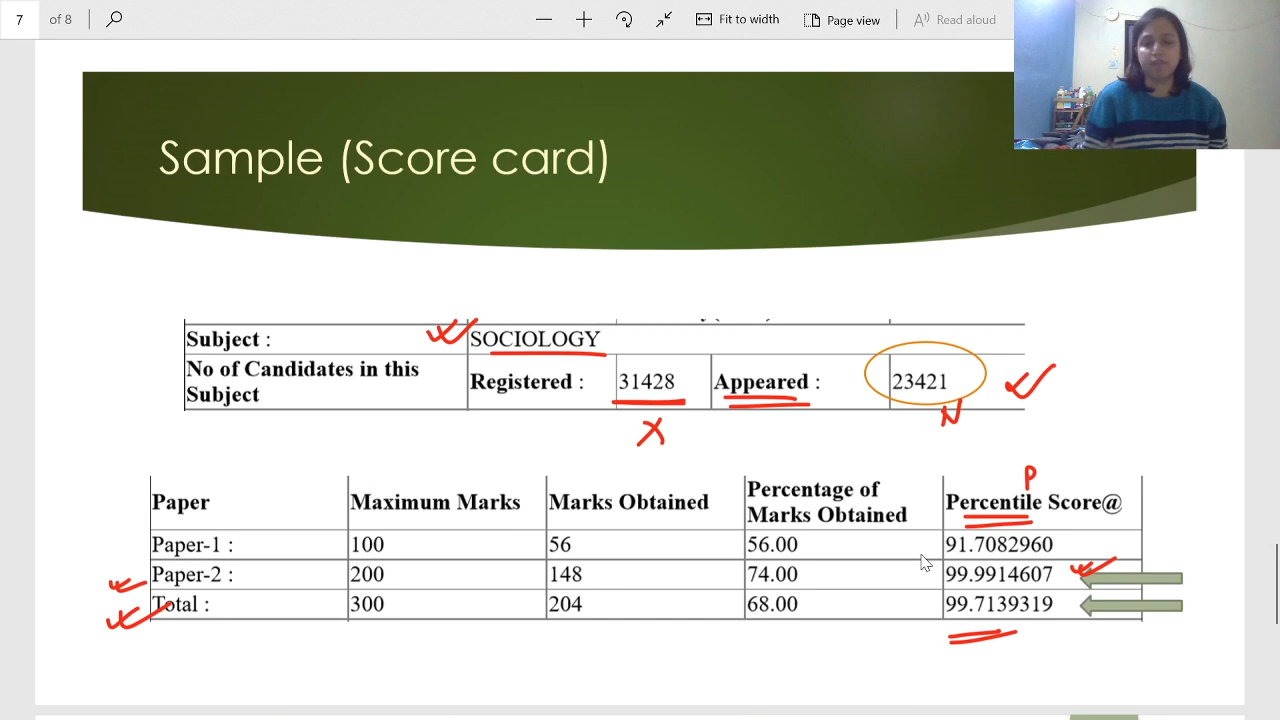 7 of 8 Fit to width Page view Read aloud
Sample (Score card)
Subject : SOCIOLOGY
No of Candidates in this Subject Registered : 31428 Appeared : 23421
X N
P
Paper Maximum Marks Marks Obtained Percentage of Marks Obtained Percentile Score@
Paper-1 : 100 56 56.00 91.7082960
Paper-2 : 200 148 74.00 99.9914607
Total : 300 204 68.00 99.7139319